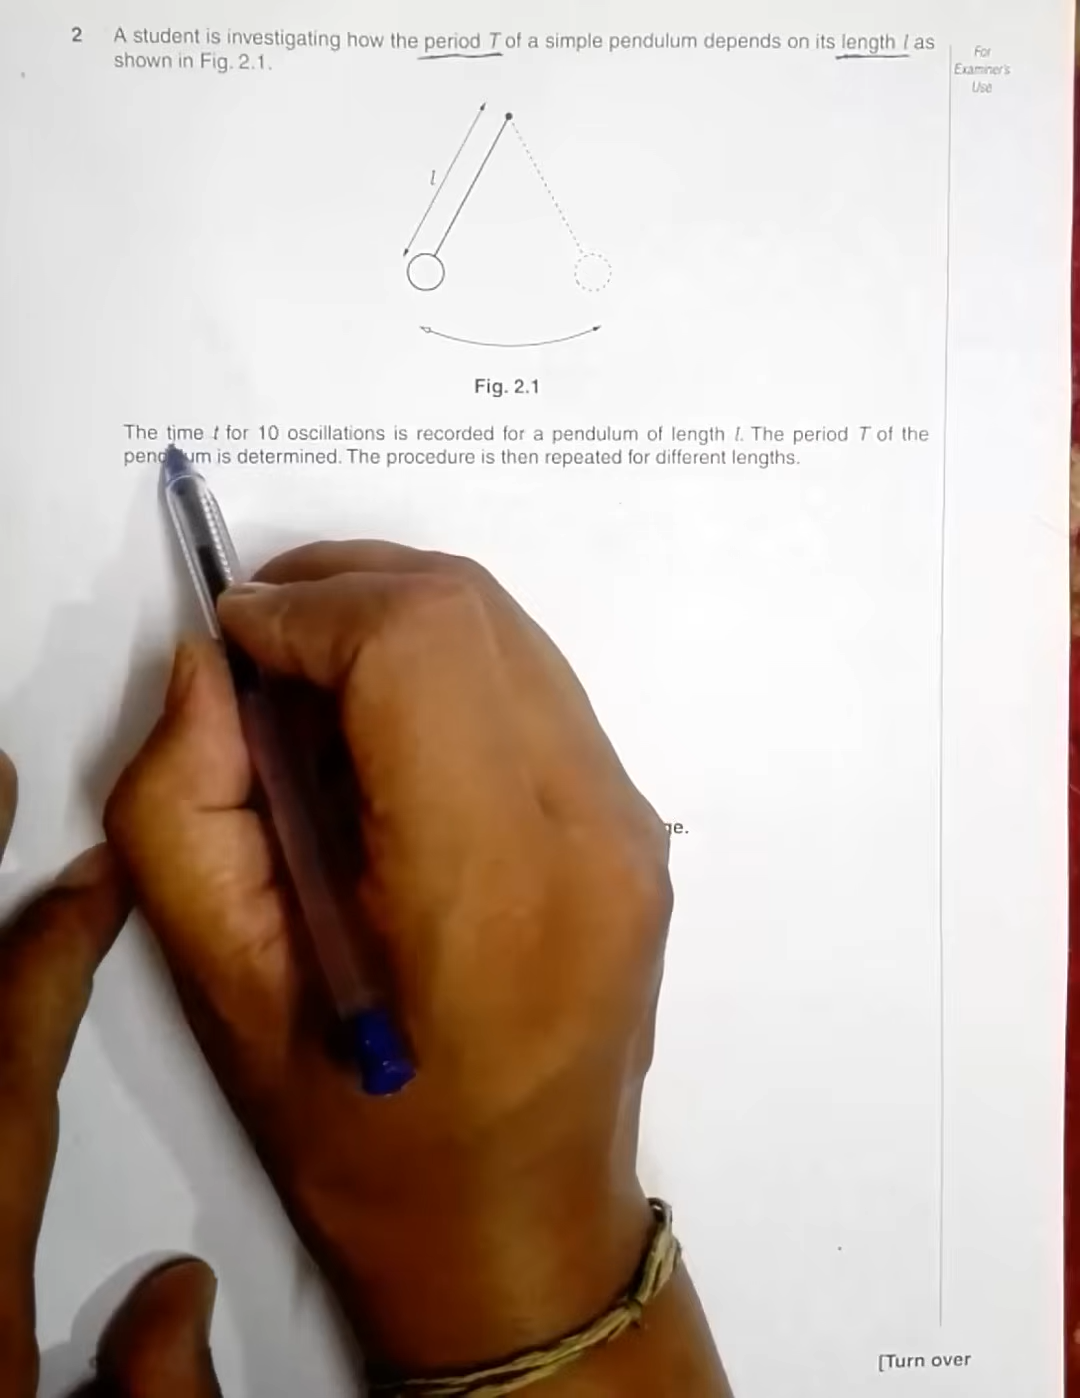 2 A student is investigating how the period T of a simple pendulum depends on its length l as
shown in Fig. 2.1.
For
Examiner's
Use
l
Fig. 2.1
The time t for 10 oscillations is recorded for a pendulum of length l. The period T of the
is determined. The procedure is then repeated for different lengths.
[Turn over